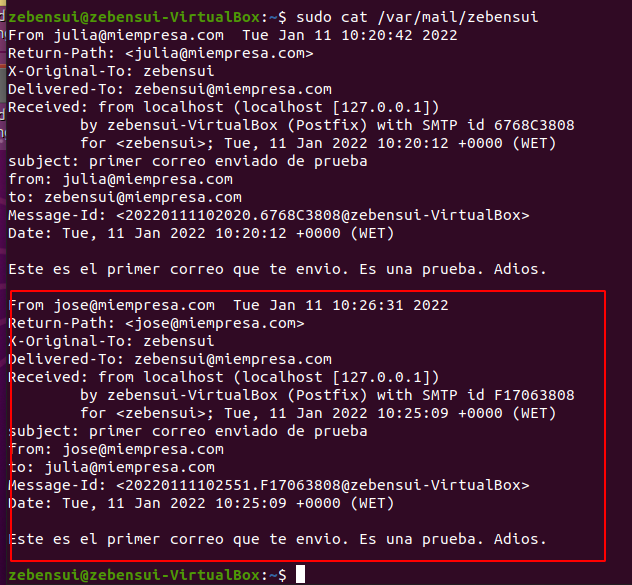 zebensui@zebensui-VirtualBox:~$ sudo cat /var/mail/zebensui
From julia@miempresa.com  Tue Jan 11 10:20:42 2022
Return-Path: <julia@miempresa.com>
X-Original-To: zebensui
Delivered-To: zebensui@miempresa.com
Received: from localhost (localhost [127.0.0.1])
        by zebensui-VirtualBox (Postfix) with SMTP id 6768C3808
        for <zebensui>; Tue, 11 Jan 2022 10:20:12 +0000 (WET)
subject: primer correo enviado de prueba
from: julia@miempresa.com
to: zebensui@miempresa.com
Message-Id: <20220111102020.6768C3808@zebensui-VirtualBox>
Date: Tue, 11 Jan 2022 10:20:12 +0000 (WET)

Este es el primer correo que te envio. Es una prueba. Adios.

From jose@miempresa.com  Tue Jan 11 10:26:31 2022
Return-Path: <jose@miempresa.com>
X-Original-To: zebensui
Delivered-To: zebensui@miempresa.com
Received: from localhost (localhost [127.0.0.1])
        by zebensui-VirtualBox (Postfix) with SMTP id F17063808
        for <zebensui>; Tue, 11 Jan 2022 10:25:09 +0000 (WET)
subject: primer correo enviado de prueba
from: jose@miempresa.com
to: julia@miempresa.com
Message-Id: <20220111102551.F17063808@zebensui-VirtualBox>
Date: Tue, 11 Jan 2022 10:25:09 +0000 (WET)

Este es el primer correo que te envio. Es una prueba. Adios.

zebensui@zebensui-VirtualBox:~$